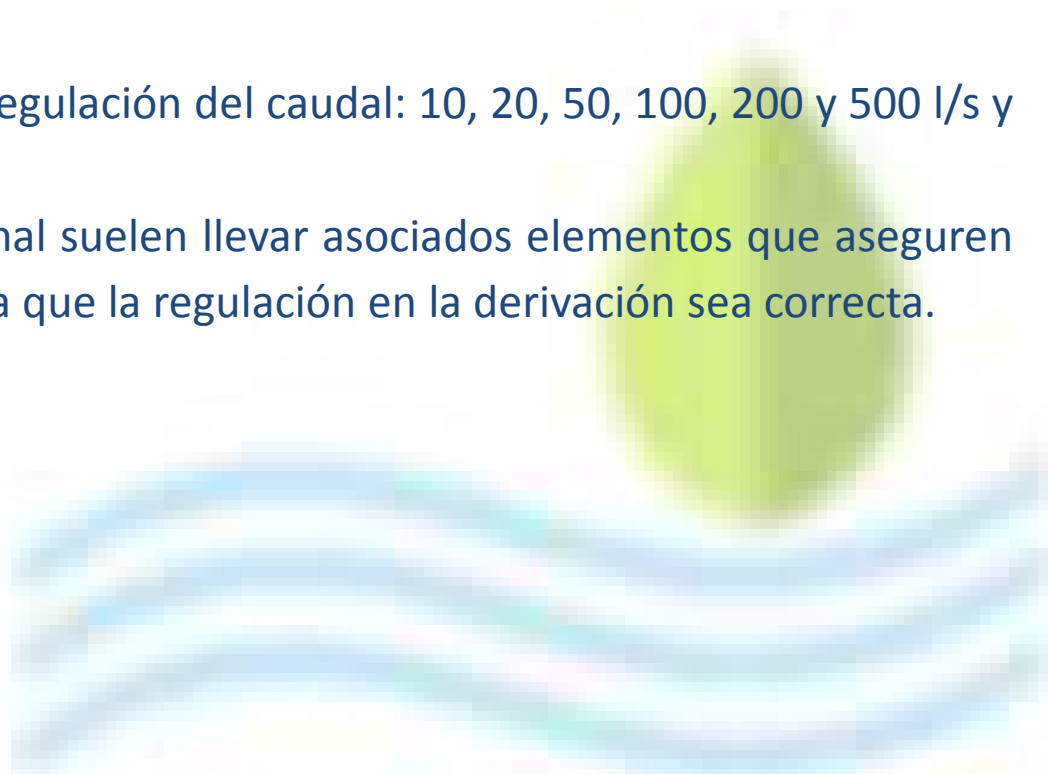 egulación del caudal: 10, 20, 50, 100, 200 y 500 l/s y
nal suelen llevar asociados elementos que aseguren
a que la regulación en la derivación sea correcta.